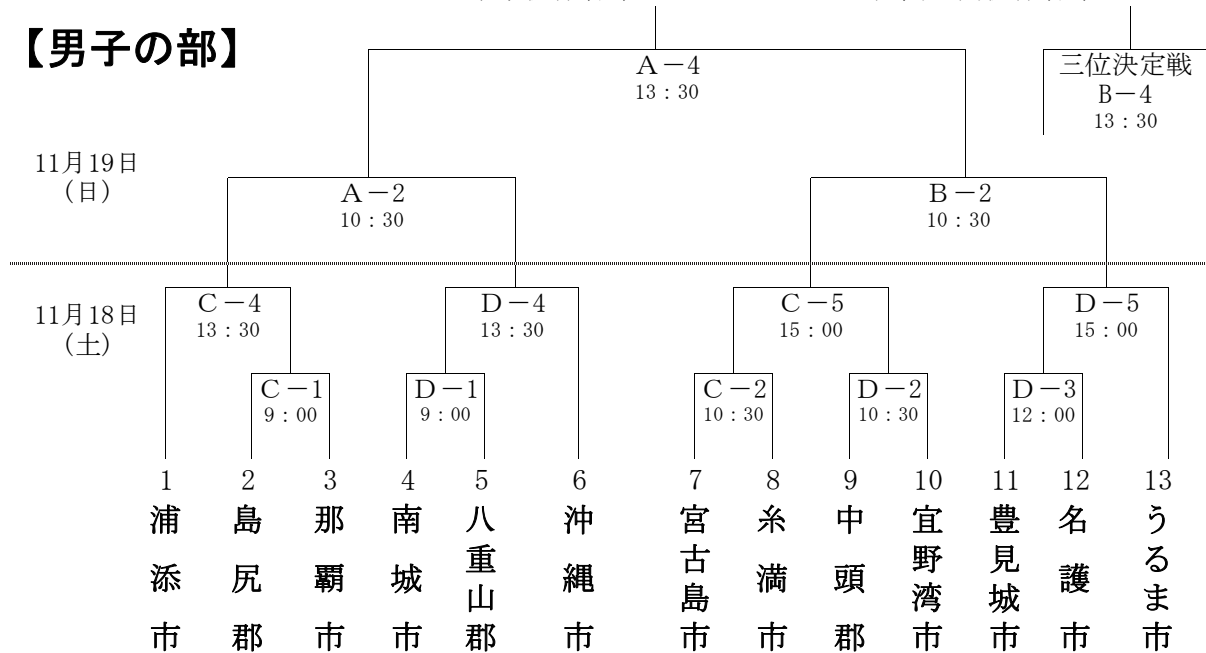 【男子の部】
A－4
13：30
三位決定戦
B－4
13：30
11月19日
（日）
A－2
10：30
B－2
10：30
11月18日
（土）
C－4
13：30
D－4
13：30
C－5
15：00
D－5
15：00
C－1
9：00
D－1
9：00
C－2
10：30
D－2
10：30
D－3
12：00
1
2
3
4
5
6
7
8
9
10
11
12
13
浦添市
島尻郡
那覇市
南城市
八重山郡
沖縄市
宮古島市
糸満市
中頭郡
宜野湾市
豊見城市
名護市
うるま市